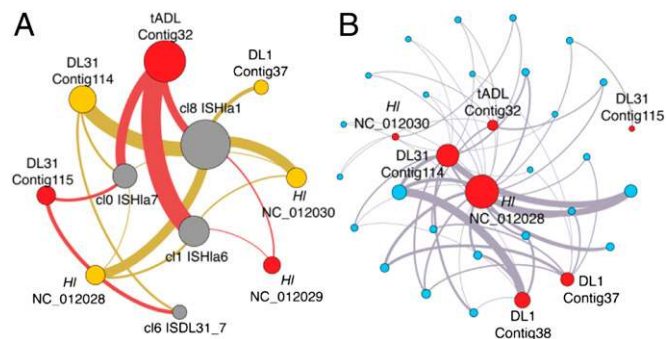 A
tADL
Contig32
DL31
Contig114
DL1
Contig37
cl8 ISHla1
DL31
Contig115
cl0 ISHla7
Hl
NC_012030
cl1 ISHla6
Hl
NC_012028
Hl
NC_012029
cl6 ISDL31_7
B
tADL
Contig32
Hl
NC_012030
DL31
Contig115
DL31
Contig114
Hl
NC_012028
DL1
Contig37
DL1
Contig38